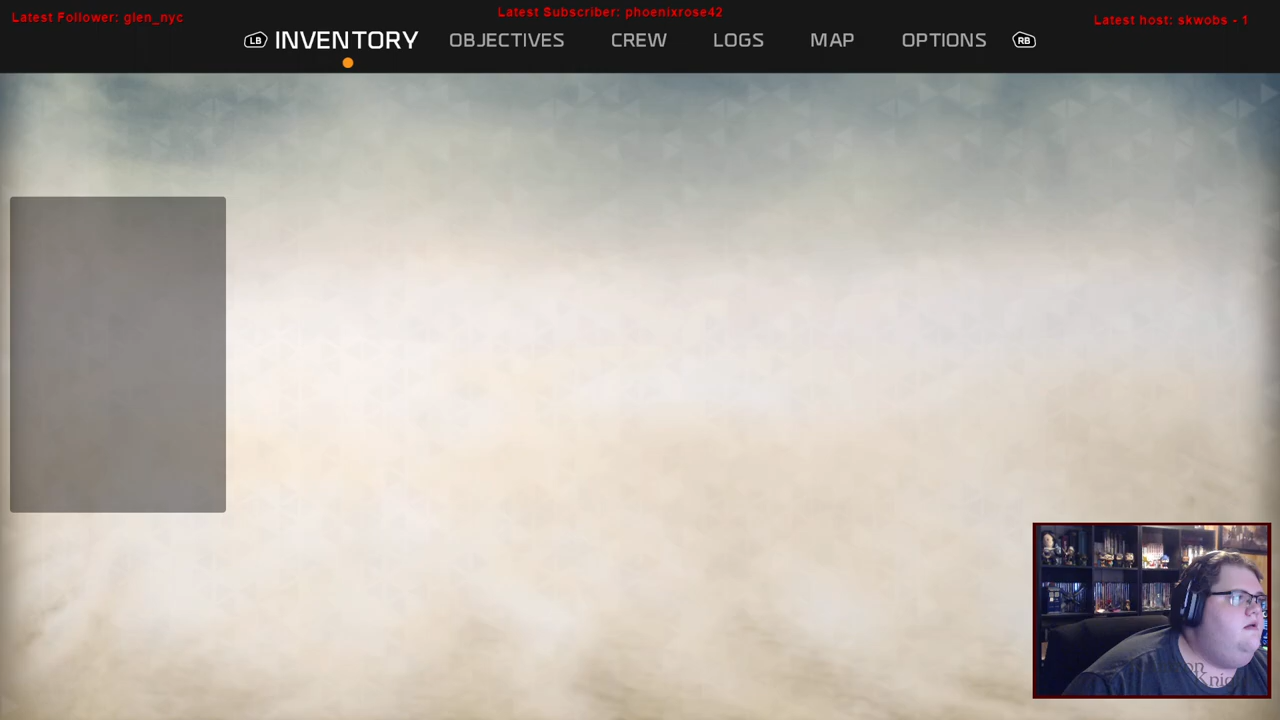 Latest Follower: glen_nyc
Latest Subscriber: phoenixrose42
Latest host: skwobs - 1
LB INVENTORY OBJECTIVES CREW LOGS MAP OPTIONS RB